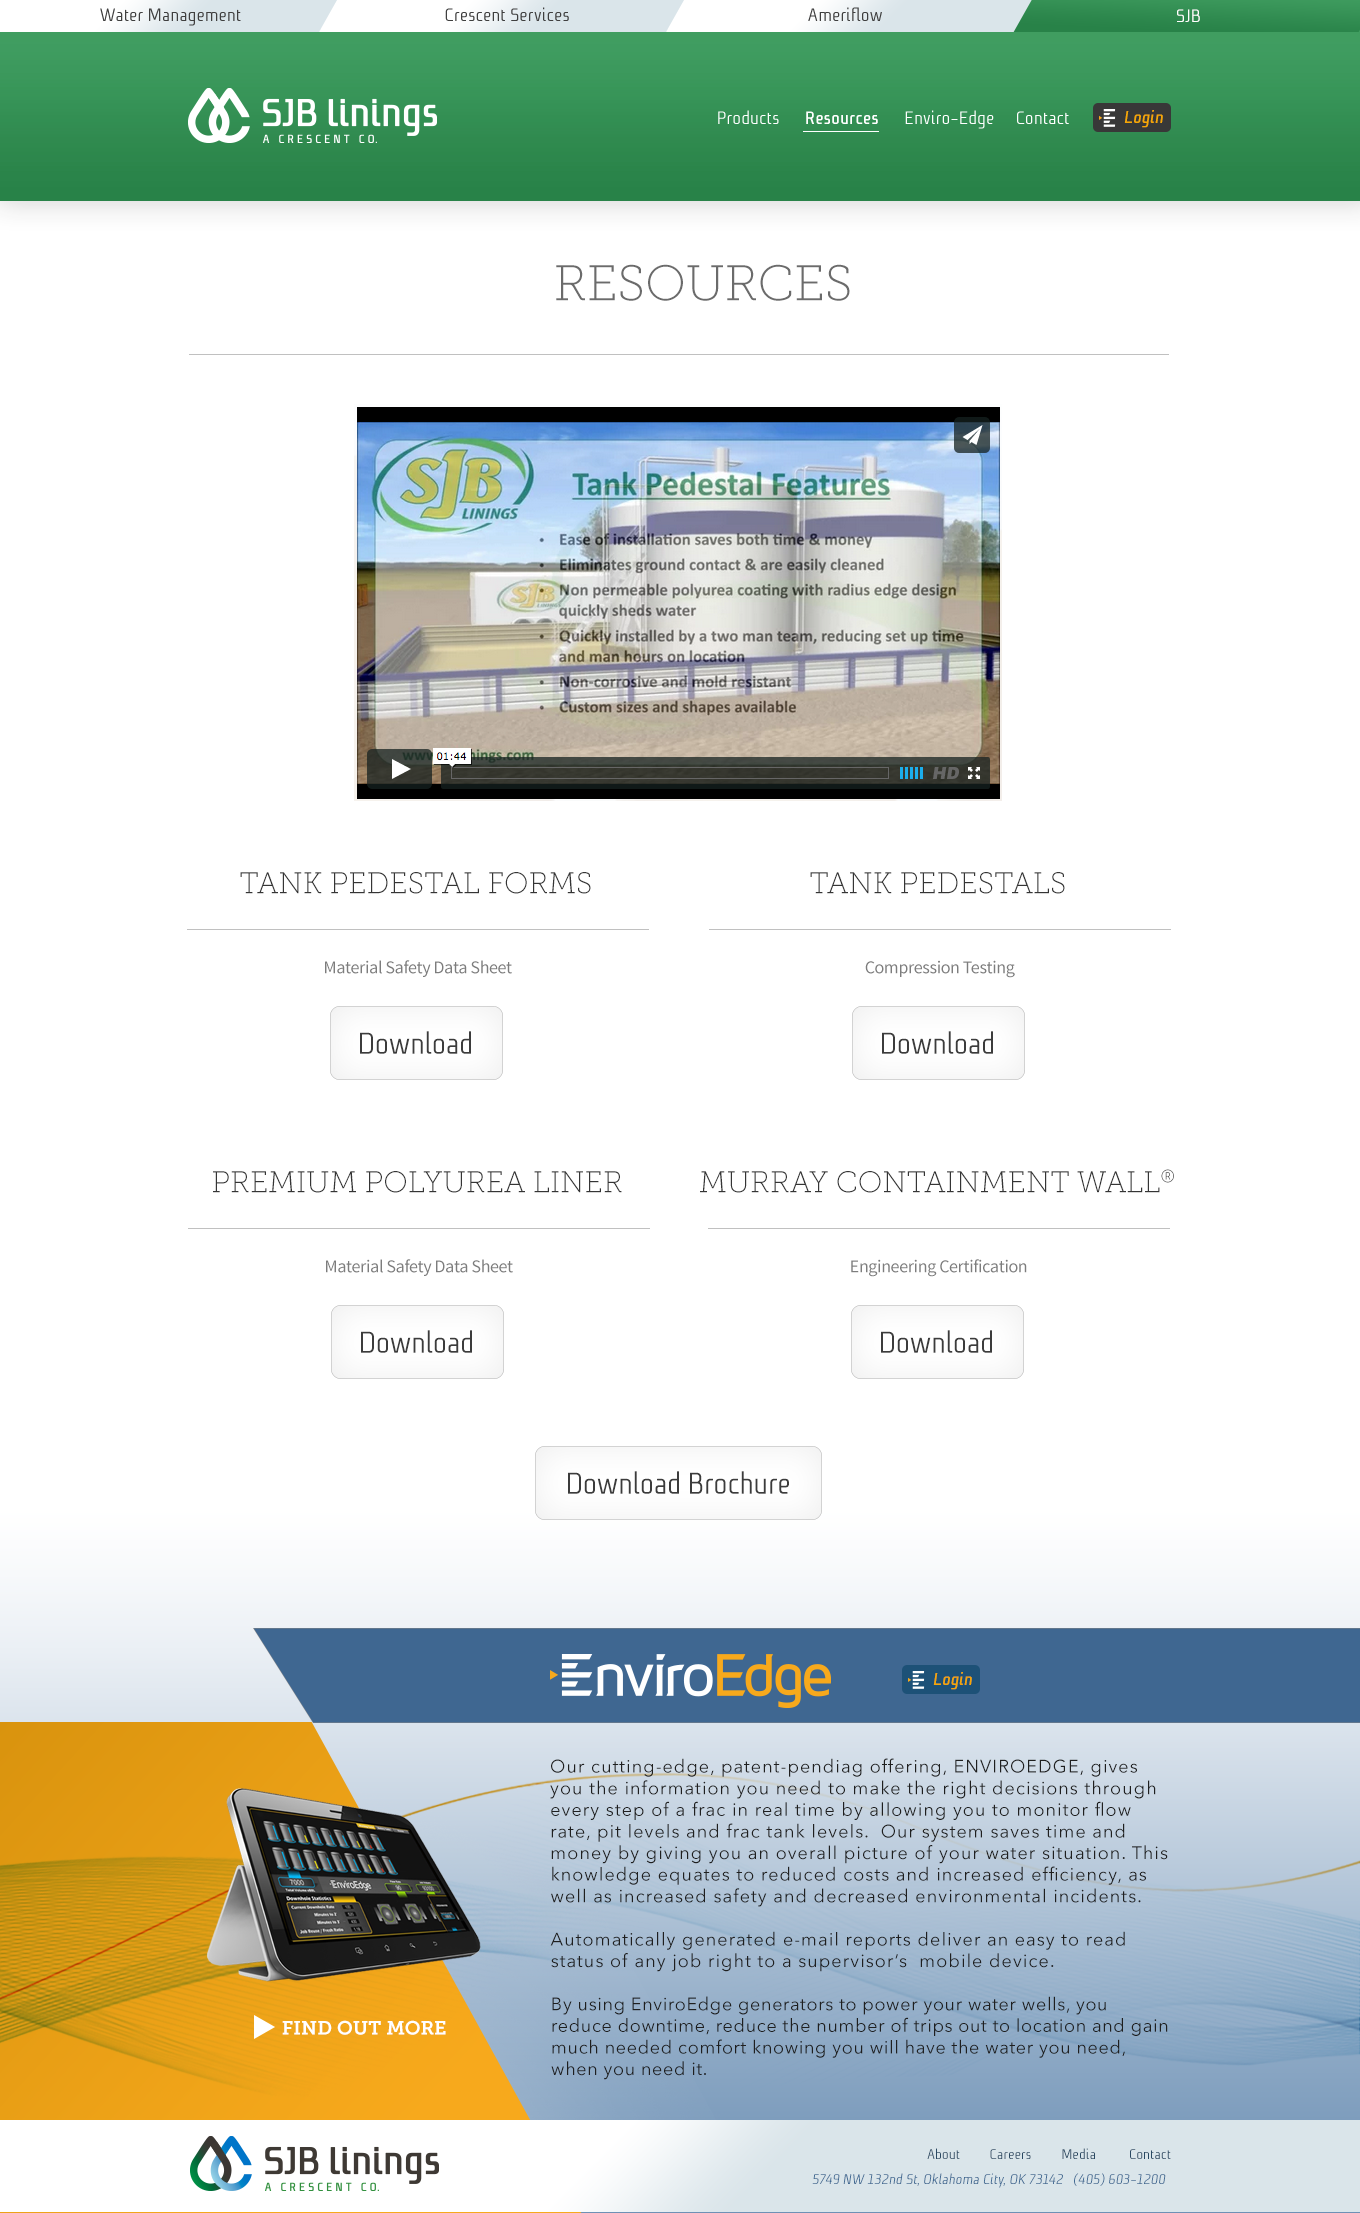 Water Management
Crescent Services
Ameriflow
SJB
SJB linings
A CRESCENT CO.
Products
Resources
Enviro-Edge
Contact
Login
RESOURCES
SJB
LININGS
Tank Pedestal Features
• Ease of installation saves both time & money
• Eliminates ground contact & are easily cleaned
• Non permeable polyurea coating with radius edge design
quickly sheds water
• Quickly installed by a two man team, reducing set up time
and man hours on location
• Non-corrosive and mold resistant
• Custom sizes and shapes available
SJB
01:44
HD
TANK PEDESTAL FORMS
Material Safety Data Sheet
Download
TANK PEDESTALS
Compression Testing
Download
PREMIUM POLYUREA LINER
Material Safety Data Sheet
Download
MURRAY CONTAINMENT WALL®
Engineering Certification
Download
Download Brochure
EnviroEdge
Login
Our cutting-edge, patent-pendiag offering, ENVIROEDGE, gives
you the information you need to make the right decisions through
every step of a frac in real time by allowing you to monitor flow
rate, pit levels and frac tank levels.  Our system saves time and
money by giving you an overall picture of your water situation. This
knowledge equates to reduced costs and increased efficiency, as
well as increased safety and decreased environmental incidents.
Automatically generated e-mail reports deliver an easy to read
status of any job right to a supervisor's  mobile device.
By using EnviroEdge generators to power your water wells, you
reduce downtime, reduce the number of trips out to location and gain
much needed comfort knowing you will have the water you need,
when you need it.
7000
EnviroEdge
Downhole Statistics
Current Downhole Rate
FIND OUT MORE
SJB linings
A CRESCENT CO.
About
Careers
Media
Contact
5749 NW 132nd St, Oklahoma City, OK 73142 (405) 603-1200